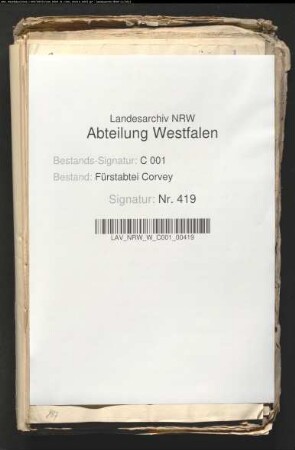 Landesarchiv NRW
Abteilung Westfalen
Bestands-Signatur: C 001
Bestand: Fürstabtei Corvey
Signatur: Nr. 419
LAV_NRW_W_C001_00419